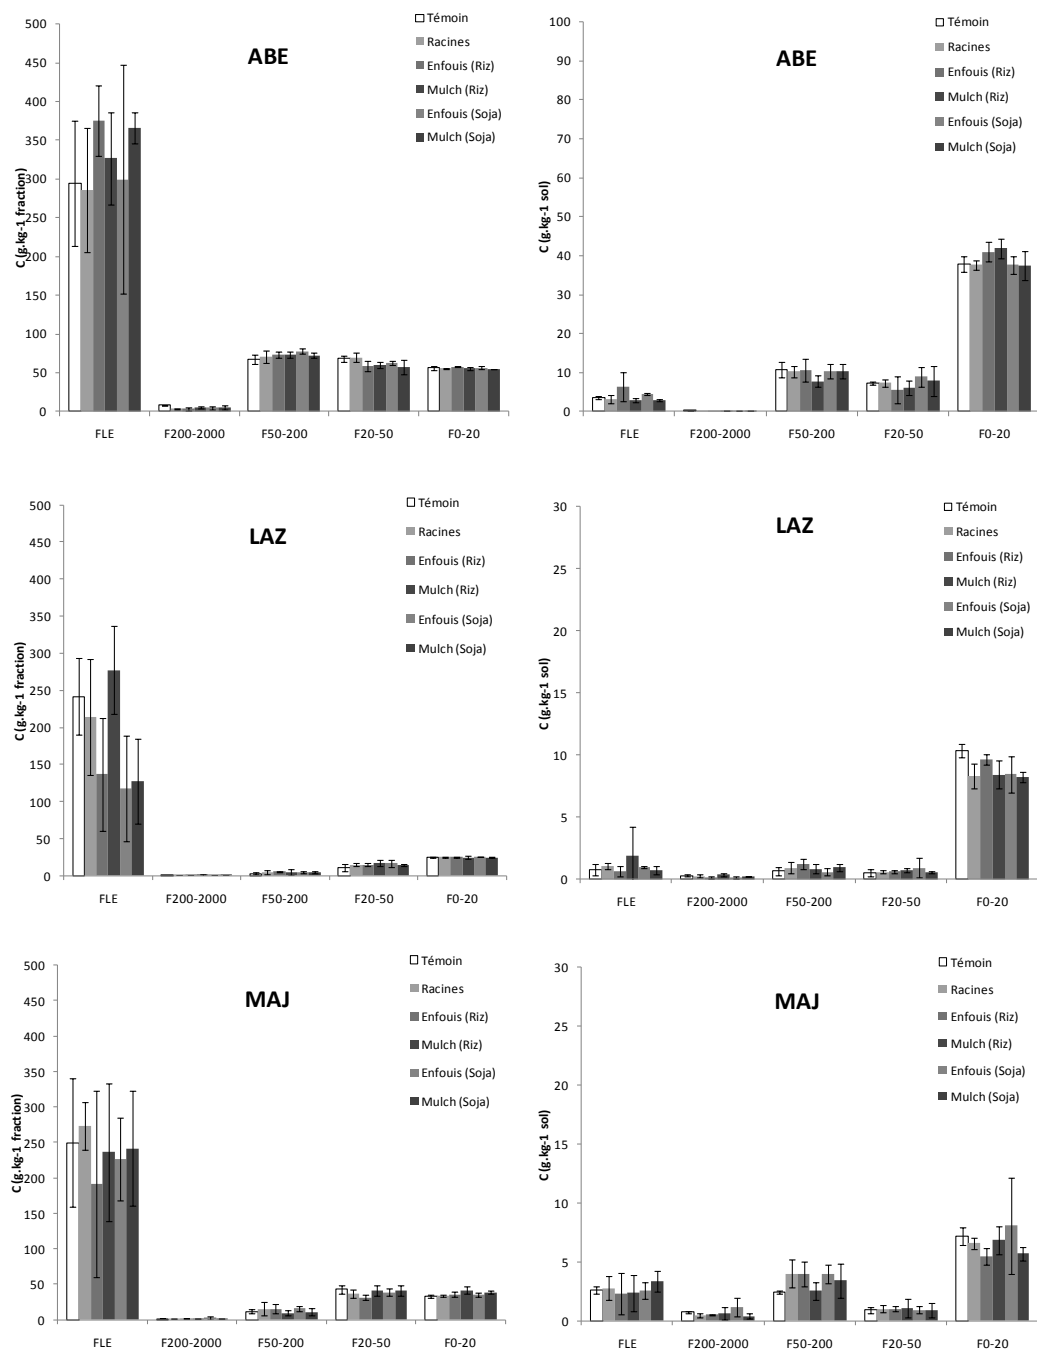 ABE
C (g.kg-1 fraction)
500
450
400
350
300
250
200
150
100
50
0
FLE F200-2000 F50-200 F20-50 F0-20
Témoin
Racines
Enfouis (Riz)
Mulch (Riz)
Enfouis (Soja)
Mulch (Soja)
ABE
C (g.kg-1 sol)
100
90
80
70
60
50
40
30
20
10
0
FLE F200-2000 F50-200 F20-50 F0-20
Témoin
Racines
Enfouis (Riz)
Mulch (Riz)
Enfouis (Soja)
Mulch (Soja)
LAZ
C (g.kg-1 fraction)
500
450
400
350
300
250
200
150
100
50
0
FLE F200-2000 F50-200 F20-50 F0-20
Témoin
Racines
Enfouis (Riz)
Mulch (Riz)
Enfouis (Soja)
Mulch (Soja)
LAZ
C (g.kg-1 sol)
30
25
20
15
10
5
0
FLE F200-2000 F50-200 F20-50 F0-20
Témoin
Racines
Enfouis (Riz)
Mulch (Riz)
Enfouis (Soja)
Mulch (Soja)
MAJ
C (g.kg-1 fraction)
500
450
400
350
300
250
200
150
100
50
0
FLE F200-2000 F50-200 F20-50 F0-20
Témoin
Racines
Enfouis (Riz)
Mulch (Riz)
Enfouis (Soja)
Mulch (Soja)
MAJ
C (g.kg-1 sol)
30
25
20
15
10
5
0
FLE F200-2000 F50-200 F20-50 F0-20
Témoin
Racines
Enfouis (Riz)
Mulch (Riz)
Enfouis (Soja)
Mulch (Soja)